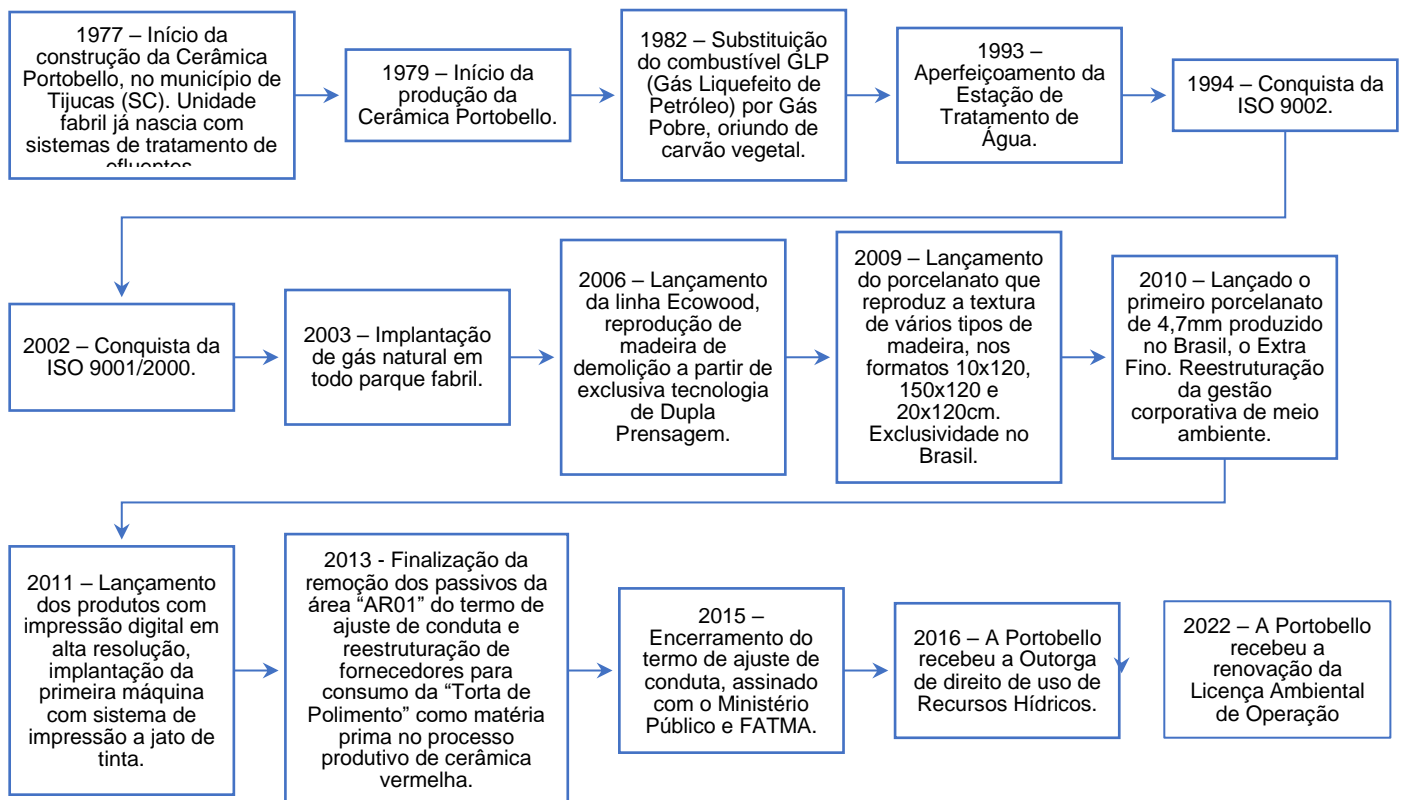 1977 – Início da
construção da Cerâmica
Portobello, no município de
Tijucas (SC). Unidade
fabril já nascia com
sistemas de tratamento de
efluentes
1979 – Início da
produção da
Cerâmica Portobello.
1982 – Substituição
do combustível GLP
(Gás Liquefeito de
Petróleo) por Gás
Pobre, oriundo de
carvão vegetal.
1993 –
Aperfeiçoamento da
Estação de
Tratamento de
Água.
1994 – Conquista da
ISO 9002.
2002 – Conquista da
ISO 9001/2000.
2003 – Implantação
de gás natural em
todo parque fabril.
2006 – Lançamento
da linha Ecowood,
reprodução de
madeira de
demolição a partir de
exclusiva tecnologia
de Dupla
Prensagem.
2009 – Lançamento
do porcelanato que
reproduz a textura
de vários tipos de
madeira, nos
formatos 10x120,
150x120 e
20x120cm.
Exclusividade no
Brasil.
2010 – Lançado o
primeiro porcelanato
de 4,7mm produzido
no Brasil, o Extra
Fino. Reestruturação
da gestão
corporativa de meio
ambiente.
2011 – Lançamento
dos produtos com
impressão digital em
alta resolução,
implantação da
primeira máquina
com sistema de
impressão a jato de
tinta.
2013 - Finalização da
remoção dos passivos da
área “AR01” do termo de
ajuste de conduta e
reestruturação de
fornecedores para
consumo da “Torta de
Polimento” como matéria
prima no processo
produtivo de cerâmica
vermelha.
2015 –
Encerramento do
termo de ajuste de
conduta, assinado
com o Ministério
Público e FATMA.
2016 – A Portobello
recebeu a Outorga
de direito de uso de
Recursos Hídricos.
2022 – A Portobello
recebeu a
renovação da
Licença Ambiental
de Operação